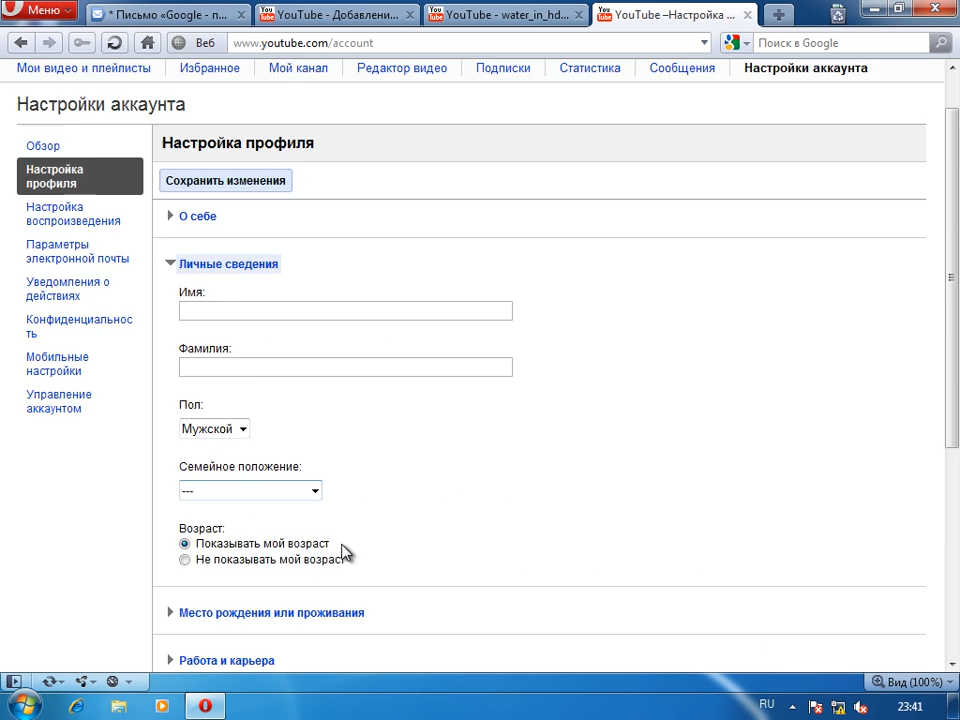 Меню
* Письмо «Google - п...
YouTube - Добавлени...
YouTube - water_in_hd...
YouTube –Настройка ...
Веб
www.youtube.com/account
Поиск в Google
Мои видео и плейлисты
Избранное
Мой канал
Редактор видео
Подписки
Статистика
Сообщения
Настройки аккаунта
Настройки аккаунта
Обзор
Настройка
профиля
Настройка
воспроизведения
Параметры
электронной почты
Уведомления о
действиях
Конфиденциальнос
ть
Мобильные
настройки
Управление
аккаунтом
Настройка профиля
Сохранить изменения
О себе
Личные сведения
Имя:
Фамилия:
Пол:
Мужской
Семейное положение:
---
Возраст:
Показывать мой возраст
Не показывать мой возраст
Место рождения или проживания
Работа и карьера
Вид (100%)
RU
23:41